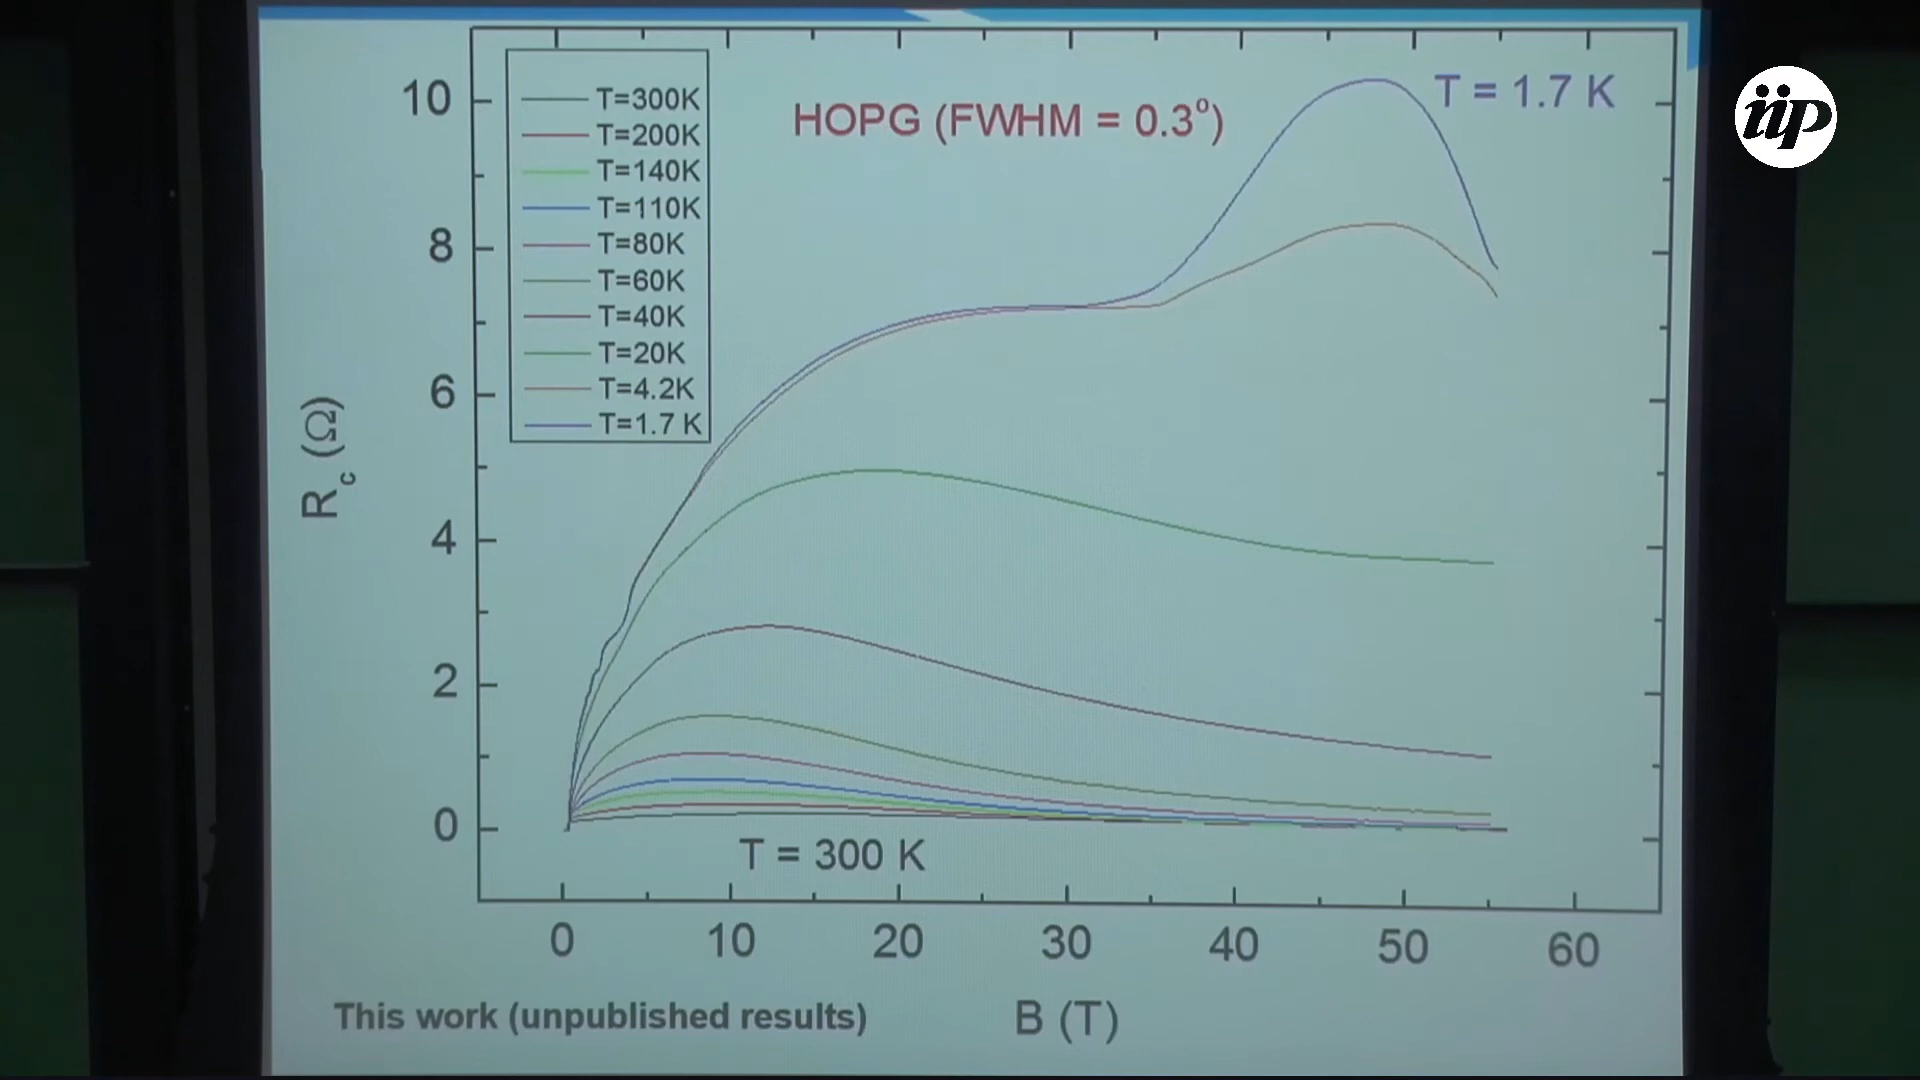 iip
10
8
6
4
2
0
T=300K
T=200K
T=140K
T=110K
T=80K
T=60K
T=40K
T=20K
T=4.2K
T=1.7 K
HOPG (FWHM = 0.3°)
T = 1.7 K
Rc (Ω)
T = 300 K
0 10 20 30 40 50 60
This work (unpublished results)
B (T)